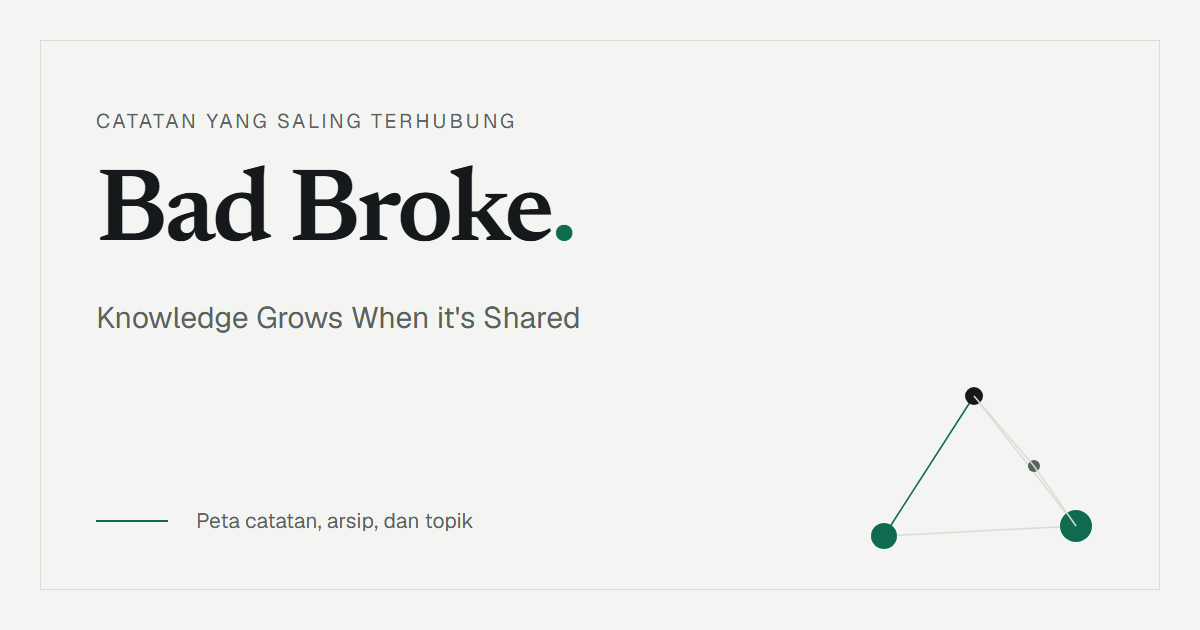 CATATAN YANG SALING TERHUBUNG
Bad Broke.
Knowledge Grows When it's Shared
Peta catatan, arsip, dan topik